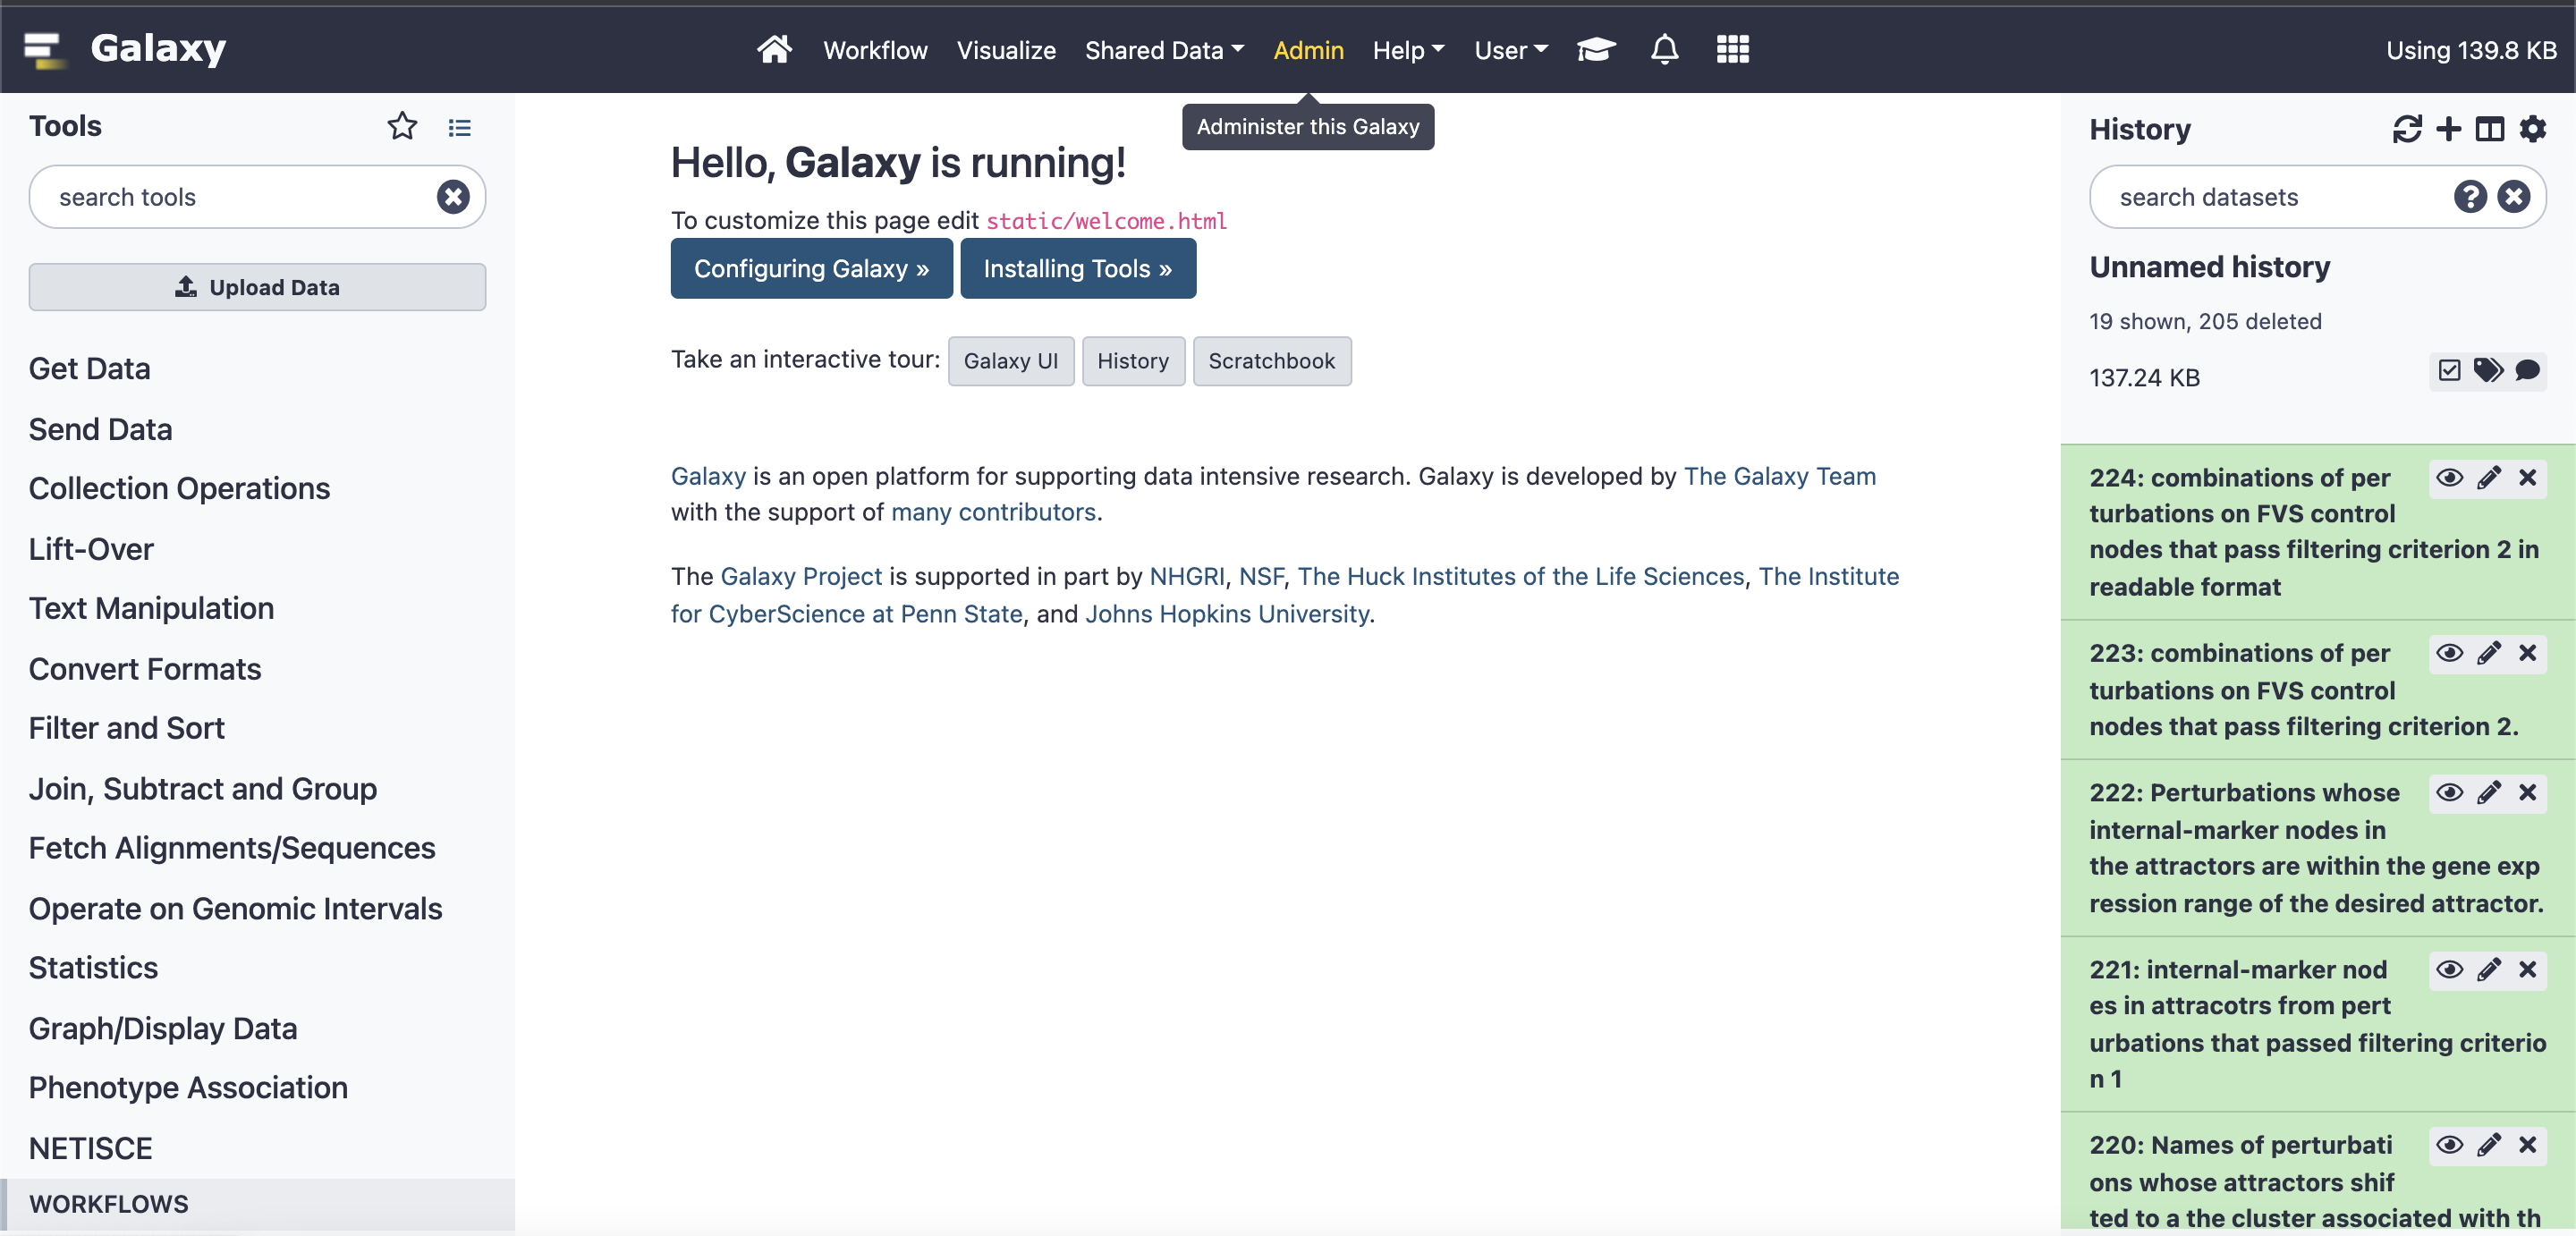 Galaxy
Workflow Visualize Shared Data Admin Help User
Using 139.8 KB
Administer this Galaxy
Tools
search tools
Upload Data
Get Data
Send Data
Collection Operations
Lift-Over
Text Manipulation
Convert Formats
Filter and Sort
Join, Subtract and Group
Fetch Alignments/Sequences
Operate on Genomic Intervals
Statistics
Graph/Display Data
Phenotype Association
NETISCE
WORKFLOWS
Hello, Galaxy is running!
To customize this page edit static/welcome.html
Configuring Galaxy » Installing Tools »
Take an interactive tour: Galaxy UI History Scratchbook
Galaxy is an open platform for supporting data intensive research. Galaxy is developed by The Galaxy Team
with the support of many contributors.
The Galaxy Project is supported in part by NHGRI, NSF, The Huck Institutes of the Life Sciences, The Institute
for CyberScience at Penn State, and Johns Hopkins University.
History
search datasets
Unnamed history
19 shown, 205 deleted
137.24 KB
224: combinations of per
turbations on FVS control
nodes that pass filtering criterion 2 in
readable format
223: combinations of per
turbations on FVS control
nodes that pass filtering criterion 2.
222: Perturbations whose
internal-marker nodes in
the attractors are within the gene exp
ression range of the desired attractor.
221: internal-marker nod
es in attracotrs from pert
urbations that passed filtering criterio
n 1
220: Names of perturbati
ons whose attractors shif
ted to a the cluster associated with th